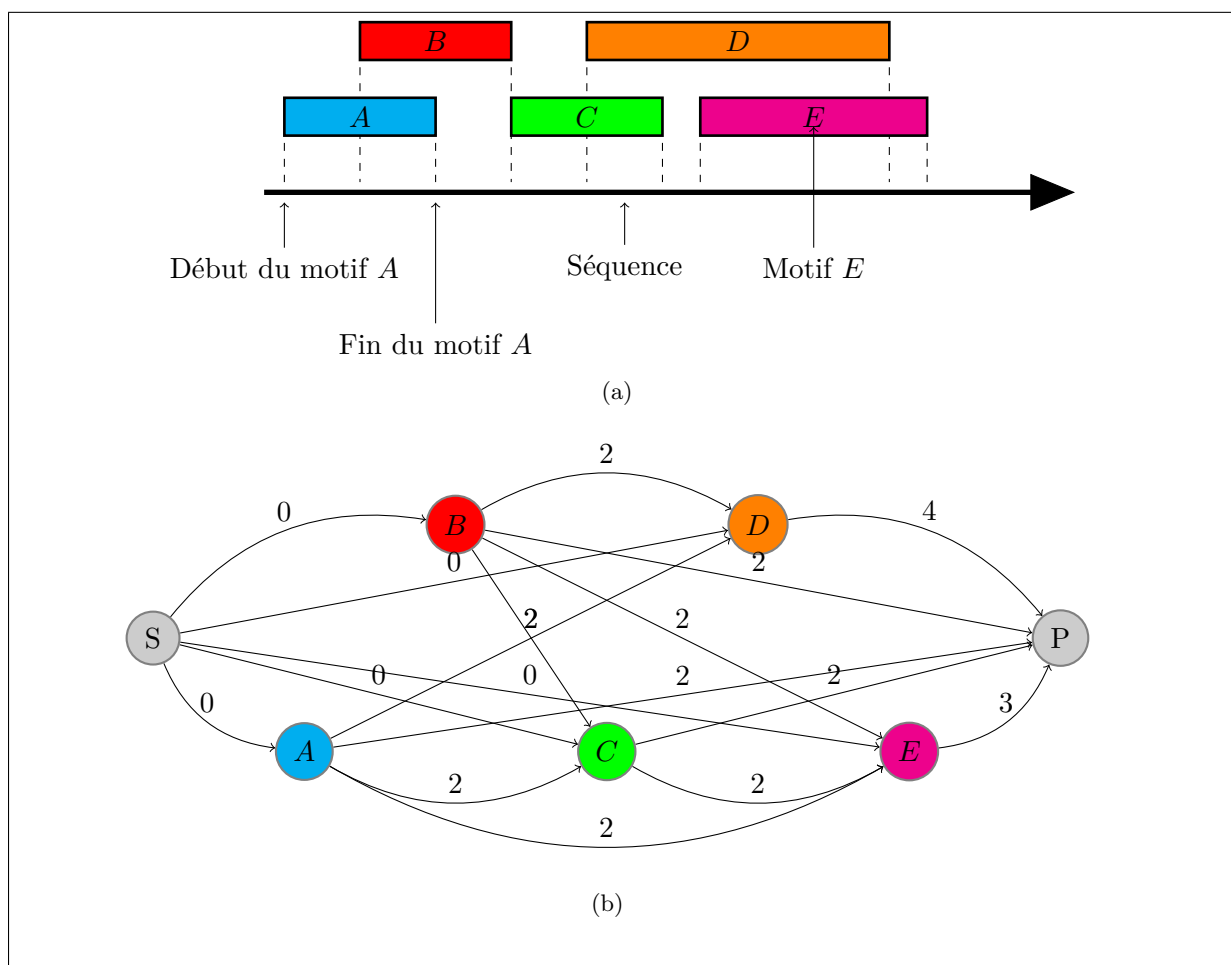 B D
A C E
Début du motif A Séquence Motif E
Fin du motif A
(a)
2
0 4
B D
0 2
2 2
S P
0 0 2 2
0 3
A C E
2 2
2
(b)